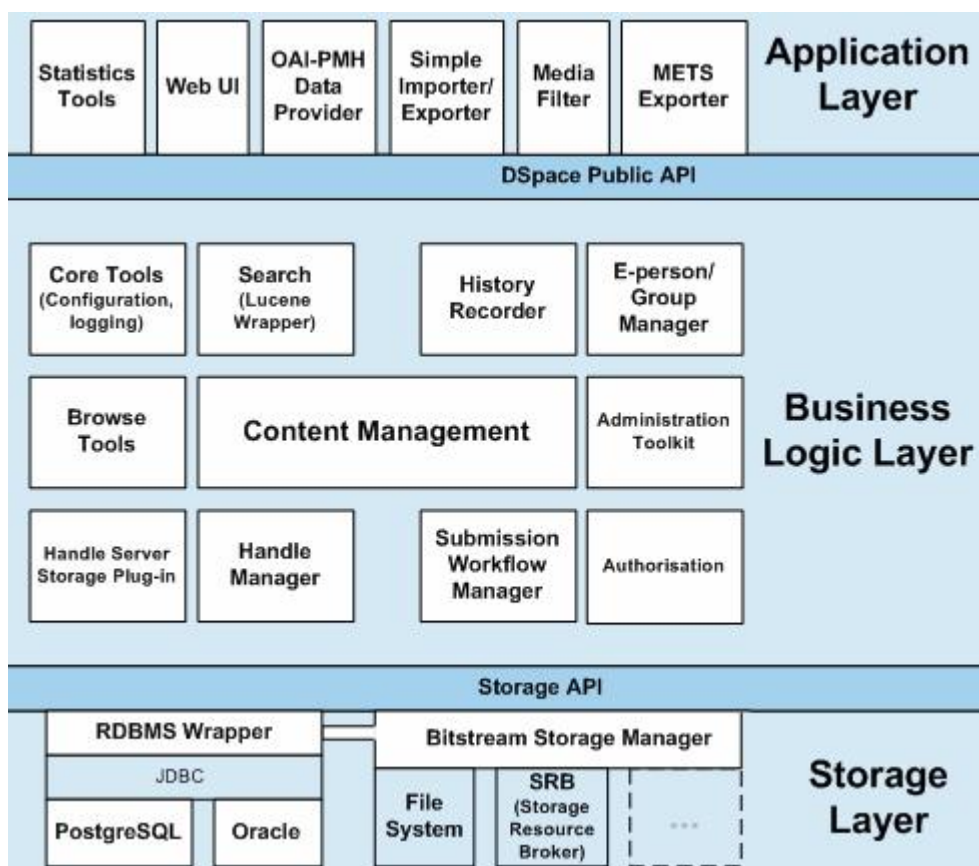 Statistics
Tools
Web UI
OAI-PMH
Data
Provider
Simple
Importer/
Exporter
Media
Filter
METS
Exporter
Application
Layer
DSpace Public API
Core Tools
(Configuration,
logging)
Search
(Lucene
Wrapper)
History
Recorder
E-person/
Group
Manager
Browse
Tools
Content Management
Administration
Toolkit
Business
Logic Layer
Handle Server
Storage Plug-in
Handle
Manager
Submission
Workflow
Manager
Authorisation
Storage API
RDBMS Wrapper
JDBC
PostgreSQL
Oracle
Bitstream Storage Manager
File
System
SRB
(Storage
Resource
Broker)
...
Storage
Layer